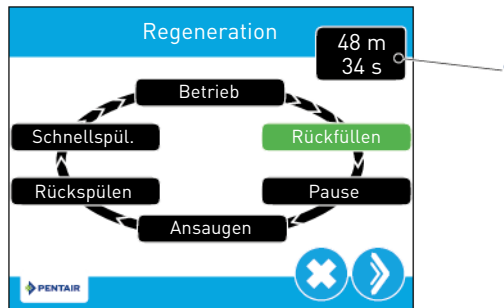 Regeneration
48 m
34 s
Betrieb
Schnellspül.
Rückfüllen
Rückspülen
Pause
Ansaugen
PENTAIR